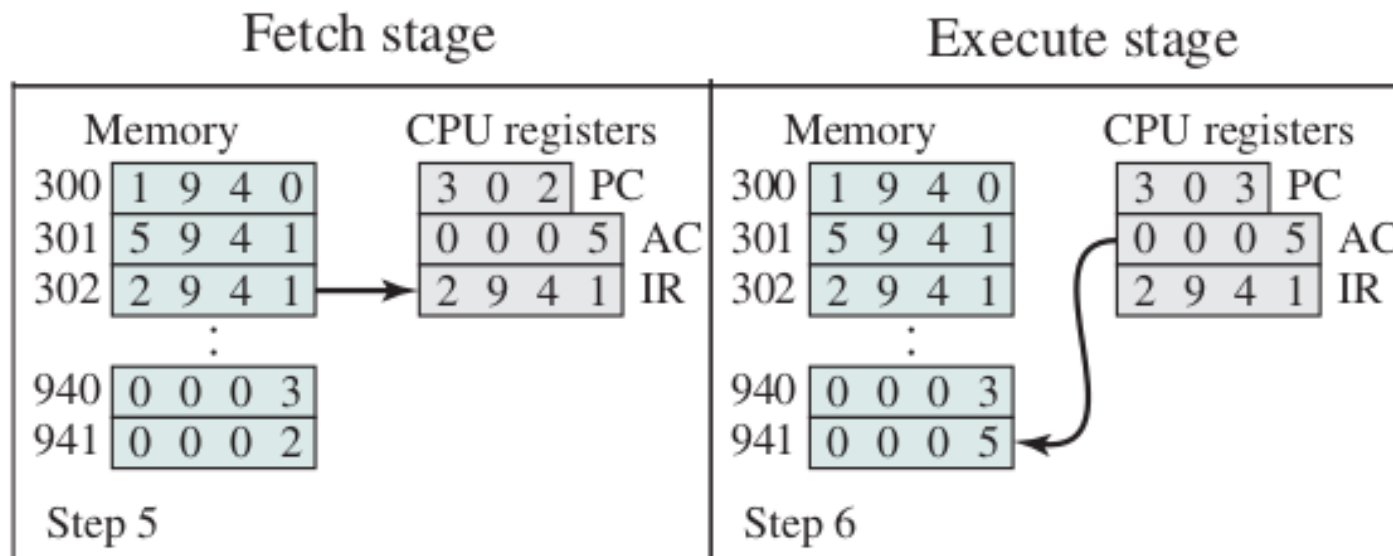 Fetch stage
Execute stage
Memory CPU registers
300 1 9 4 0 3 0 2 PC
301 5 9 4 1 0 0 0 5 AC
302 2 9 4 1 2 9 4 1 IR
940 0 0 0 3
941 0 0 0 2
Step 5
Memory CPU registers
300 1 9 4 0 3 0 3 PC
301 5 9 4 1 0 0 0 5 AC
302 2 9 4 1 2 9 4 1 IR
940 0 0 0 3
941 0 0 0 5
Step 6